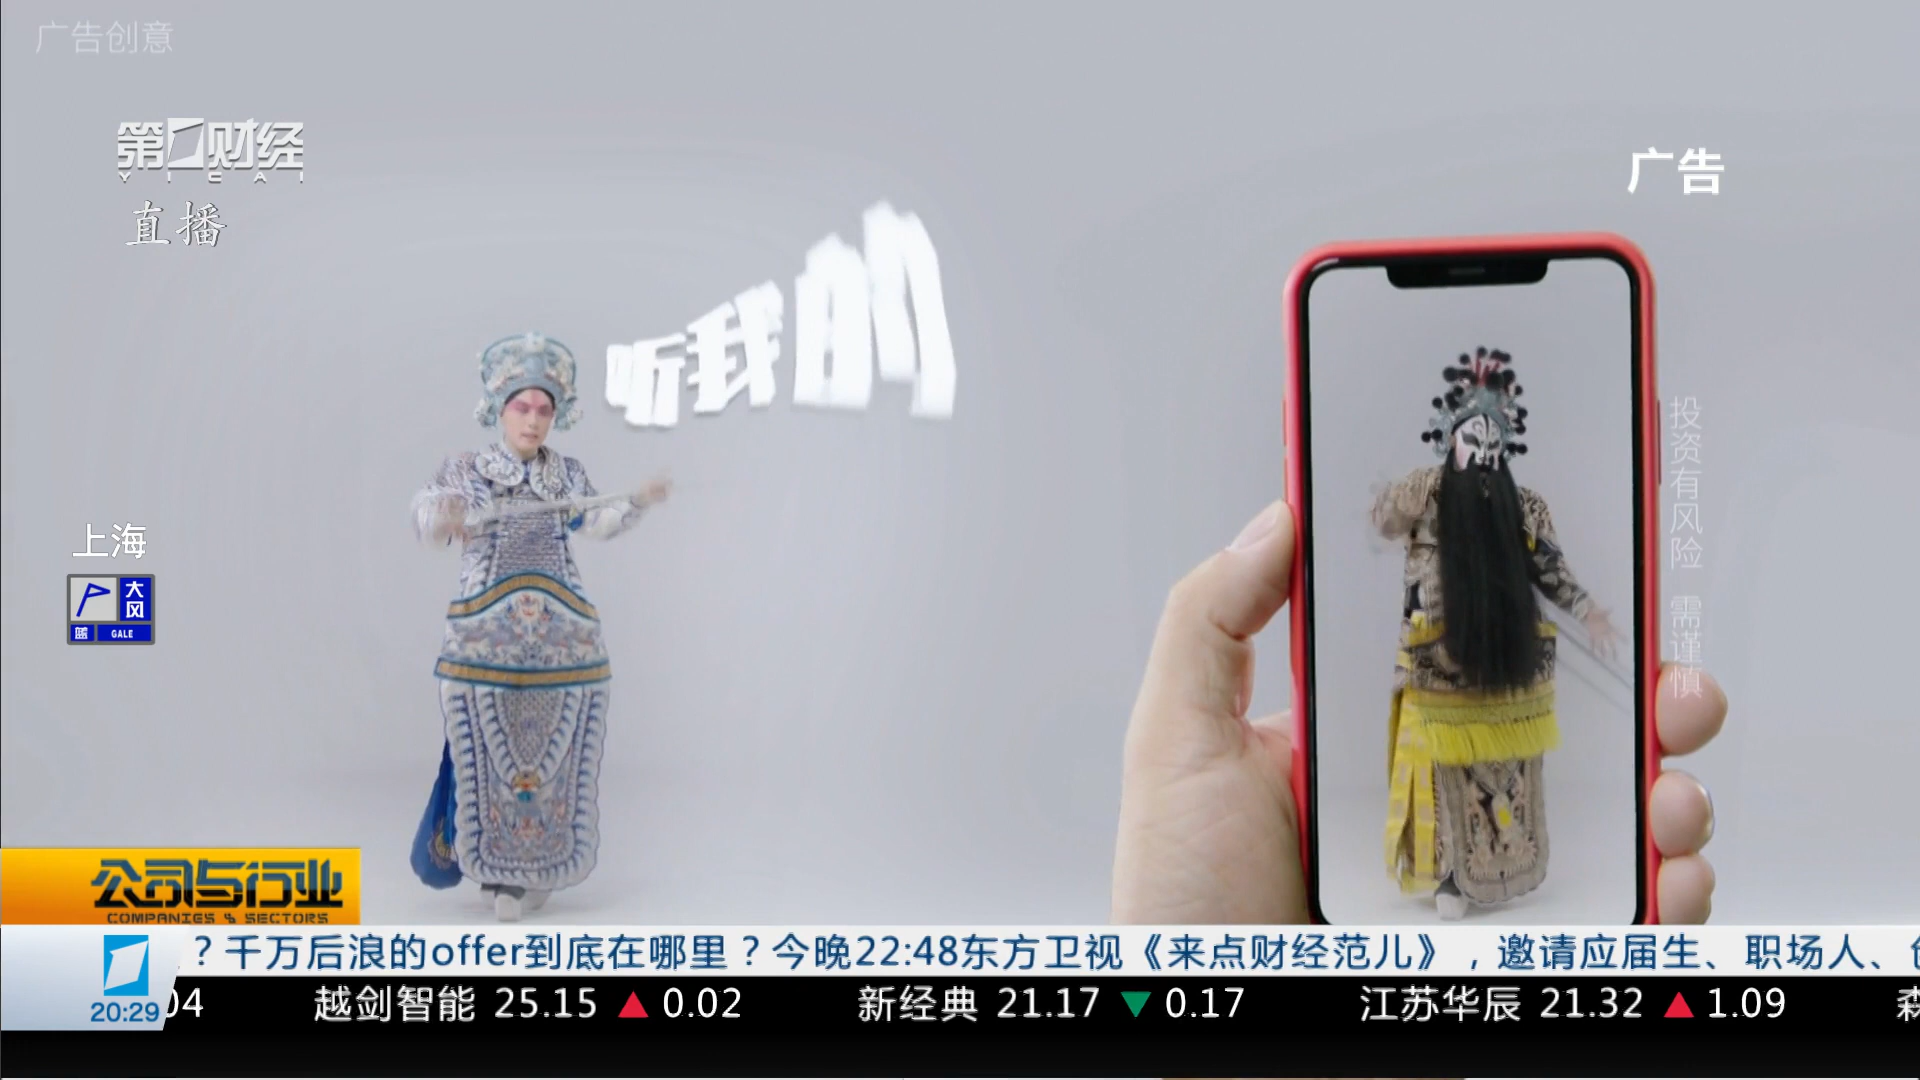 广告创意
第一财经
YICAI
直播
广告
听我的
投资有风险 需谨慎
上海
大风
蓝 GALE
公司与行业
COMPANIES & SECTORS
？千万后浪的offer到底在哪里？今晚22:48东方卫视《来点财经范儿》，邀请应届生、职场人、
20:29
04 越剑智能 25.15 ▲ 0.02 新经典 21.17 ▼ 0.17 江苏华辰 21.32 ▲ 1.09